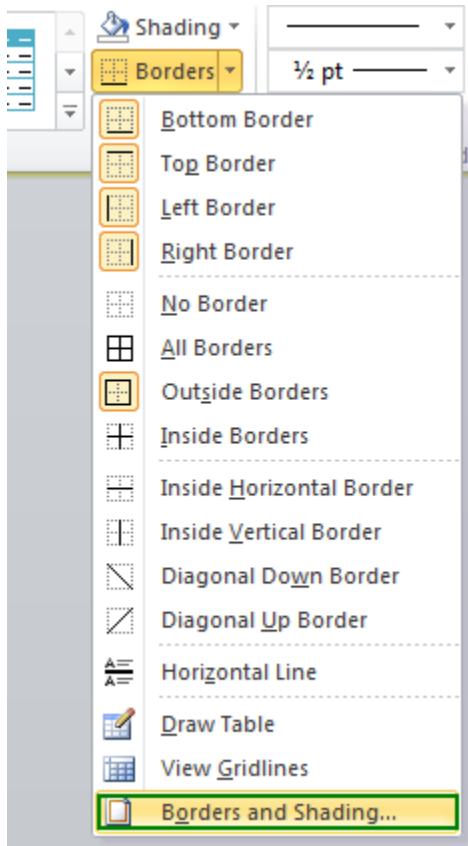 Shading
Borders
½ pt
Bottom Border
Top Border
Left Border
Right Border
No Border
All Borders
Outside Borders
Inside Borders
Inside Horizontal Border
Inside Vertical Border
Diagonal Down Border
Diagonal Up Border
Horizontal Line
Draw Table
View Gridlines
Borders and Shading...